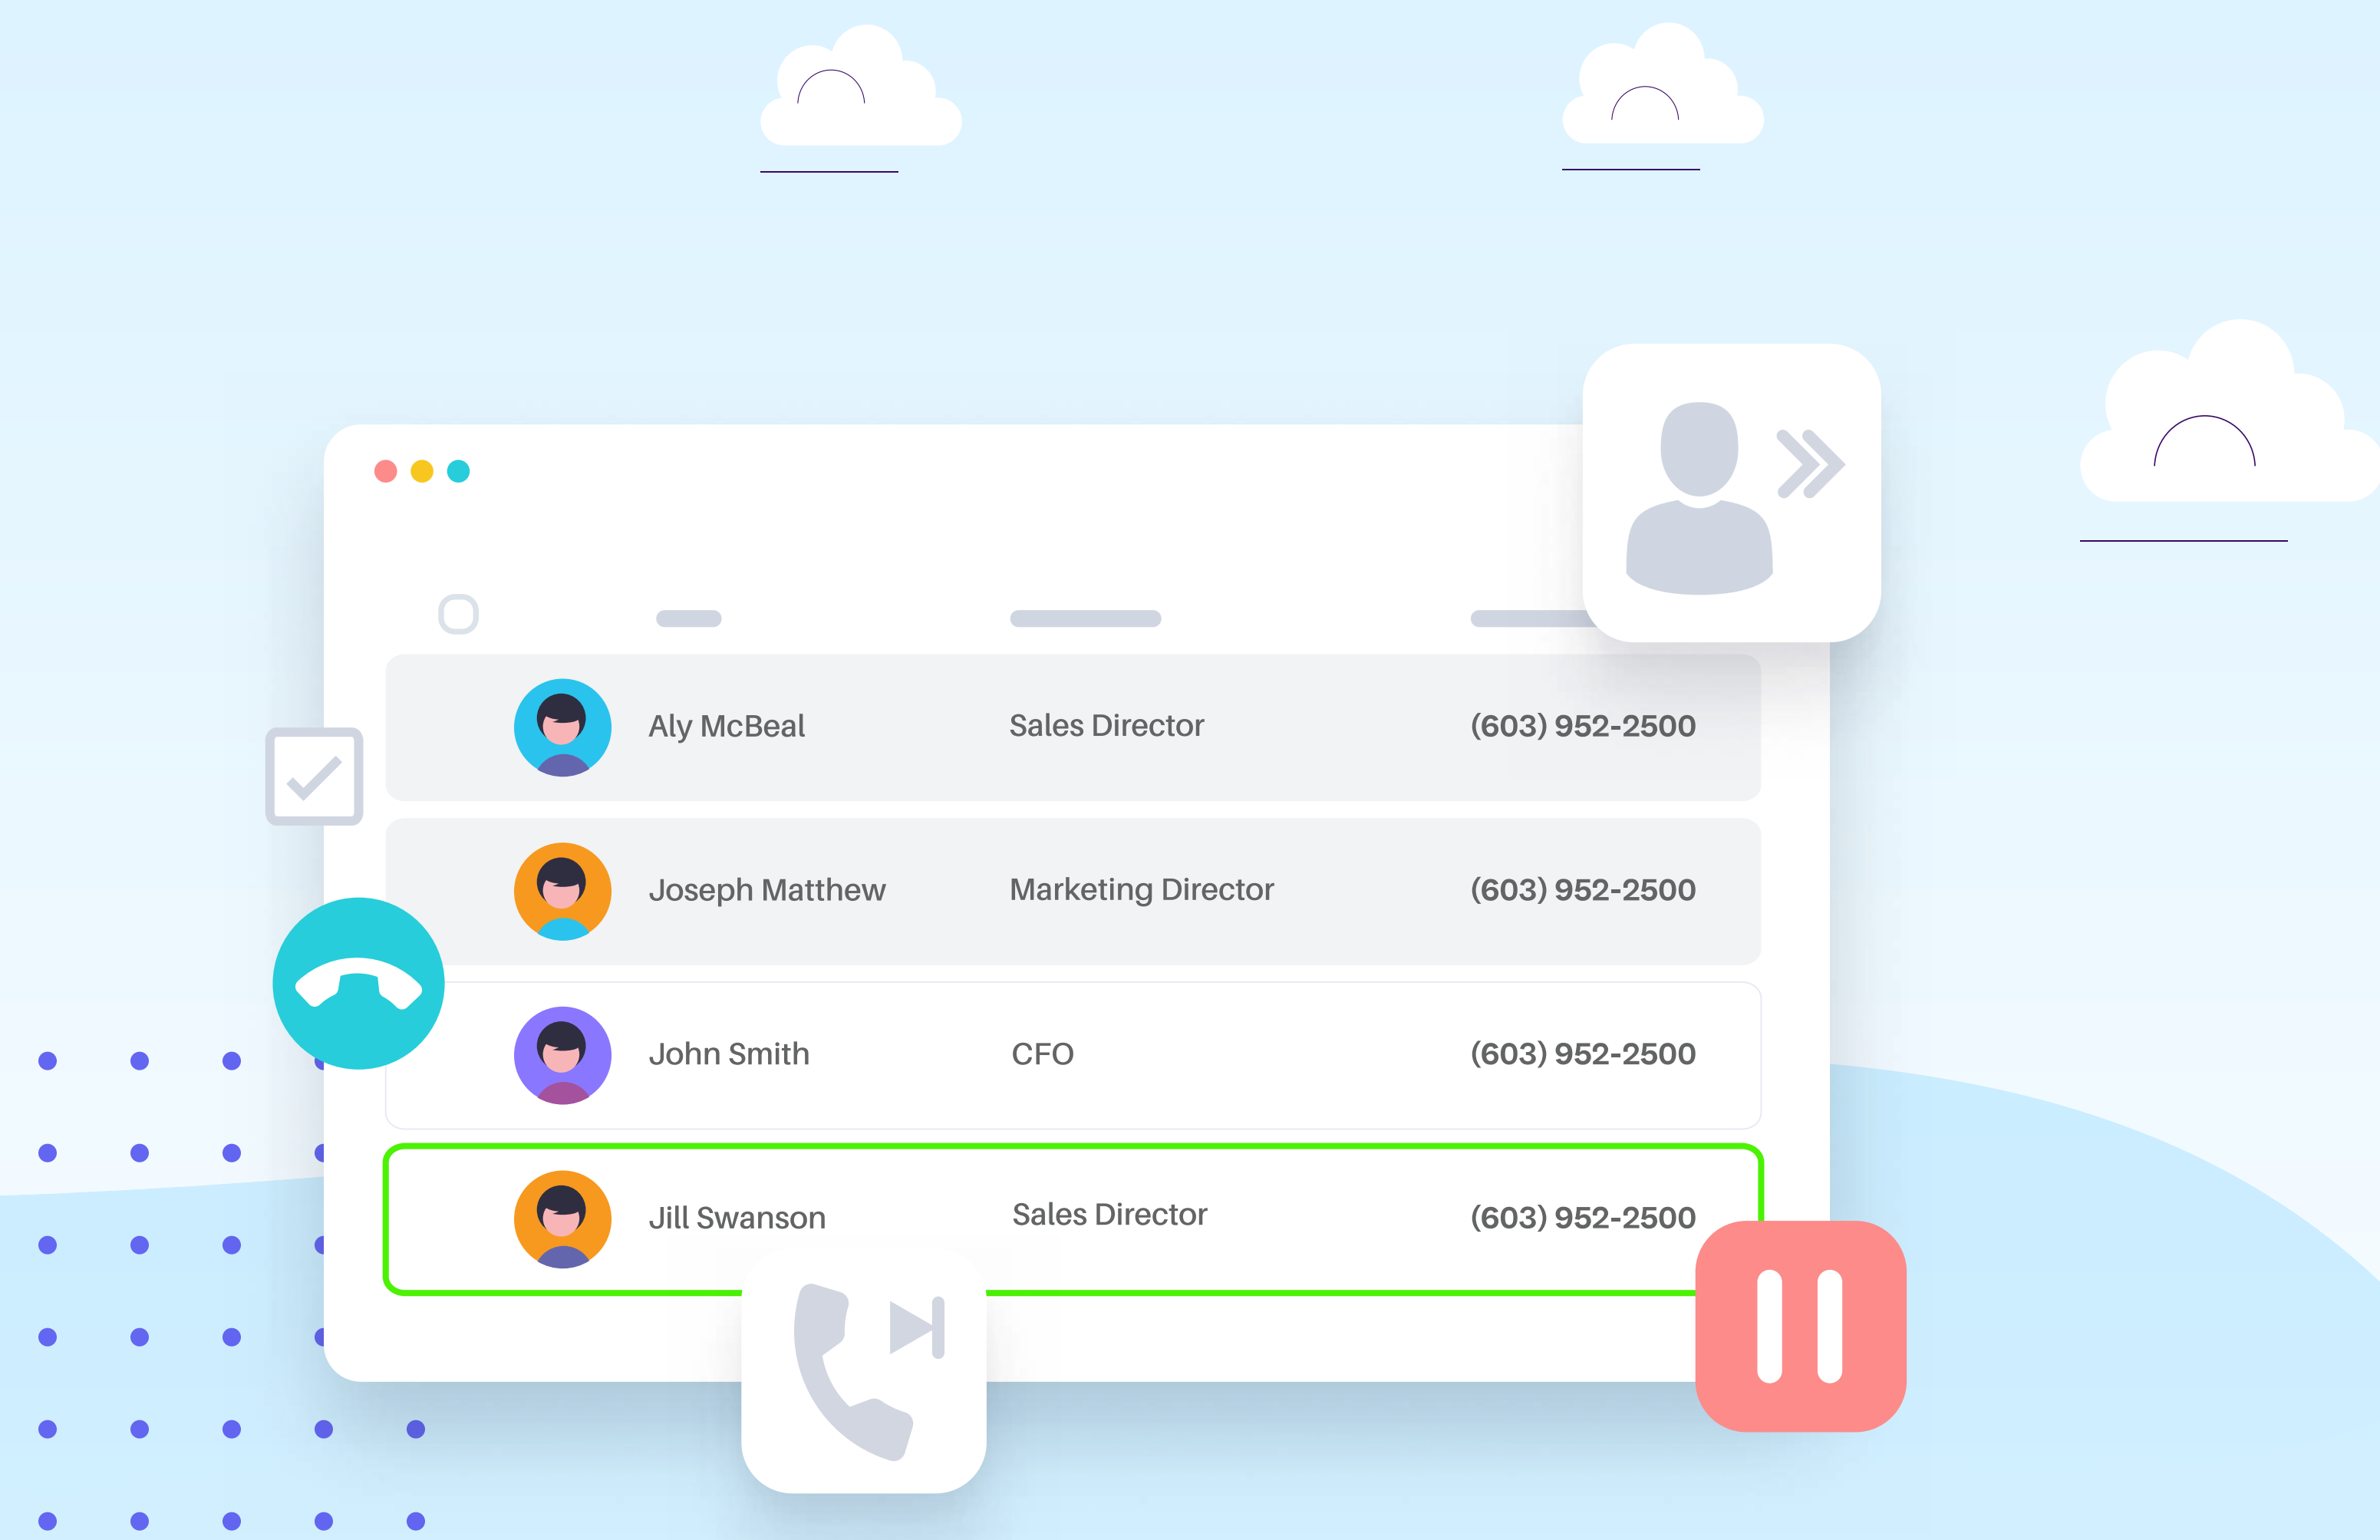 Aly McBeal Sales Director (603) 952-2500
Joseph Matthew Marketing Director (603) 952-2500
John Smith CFO (603) 952-2500
Jill Swanson Sales Director (603) 952-2500